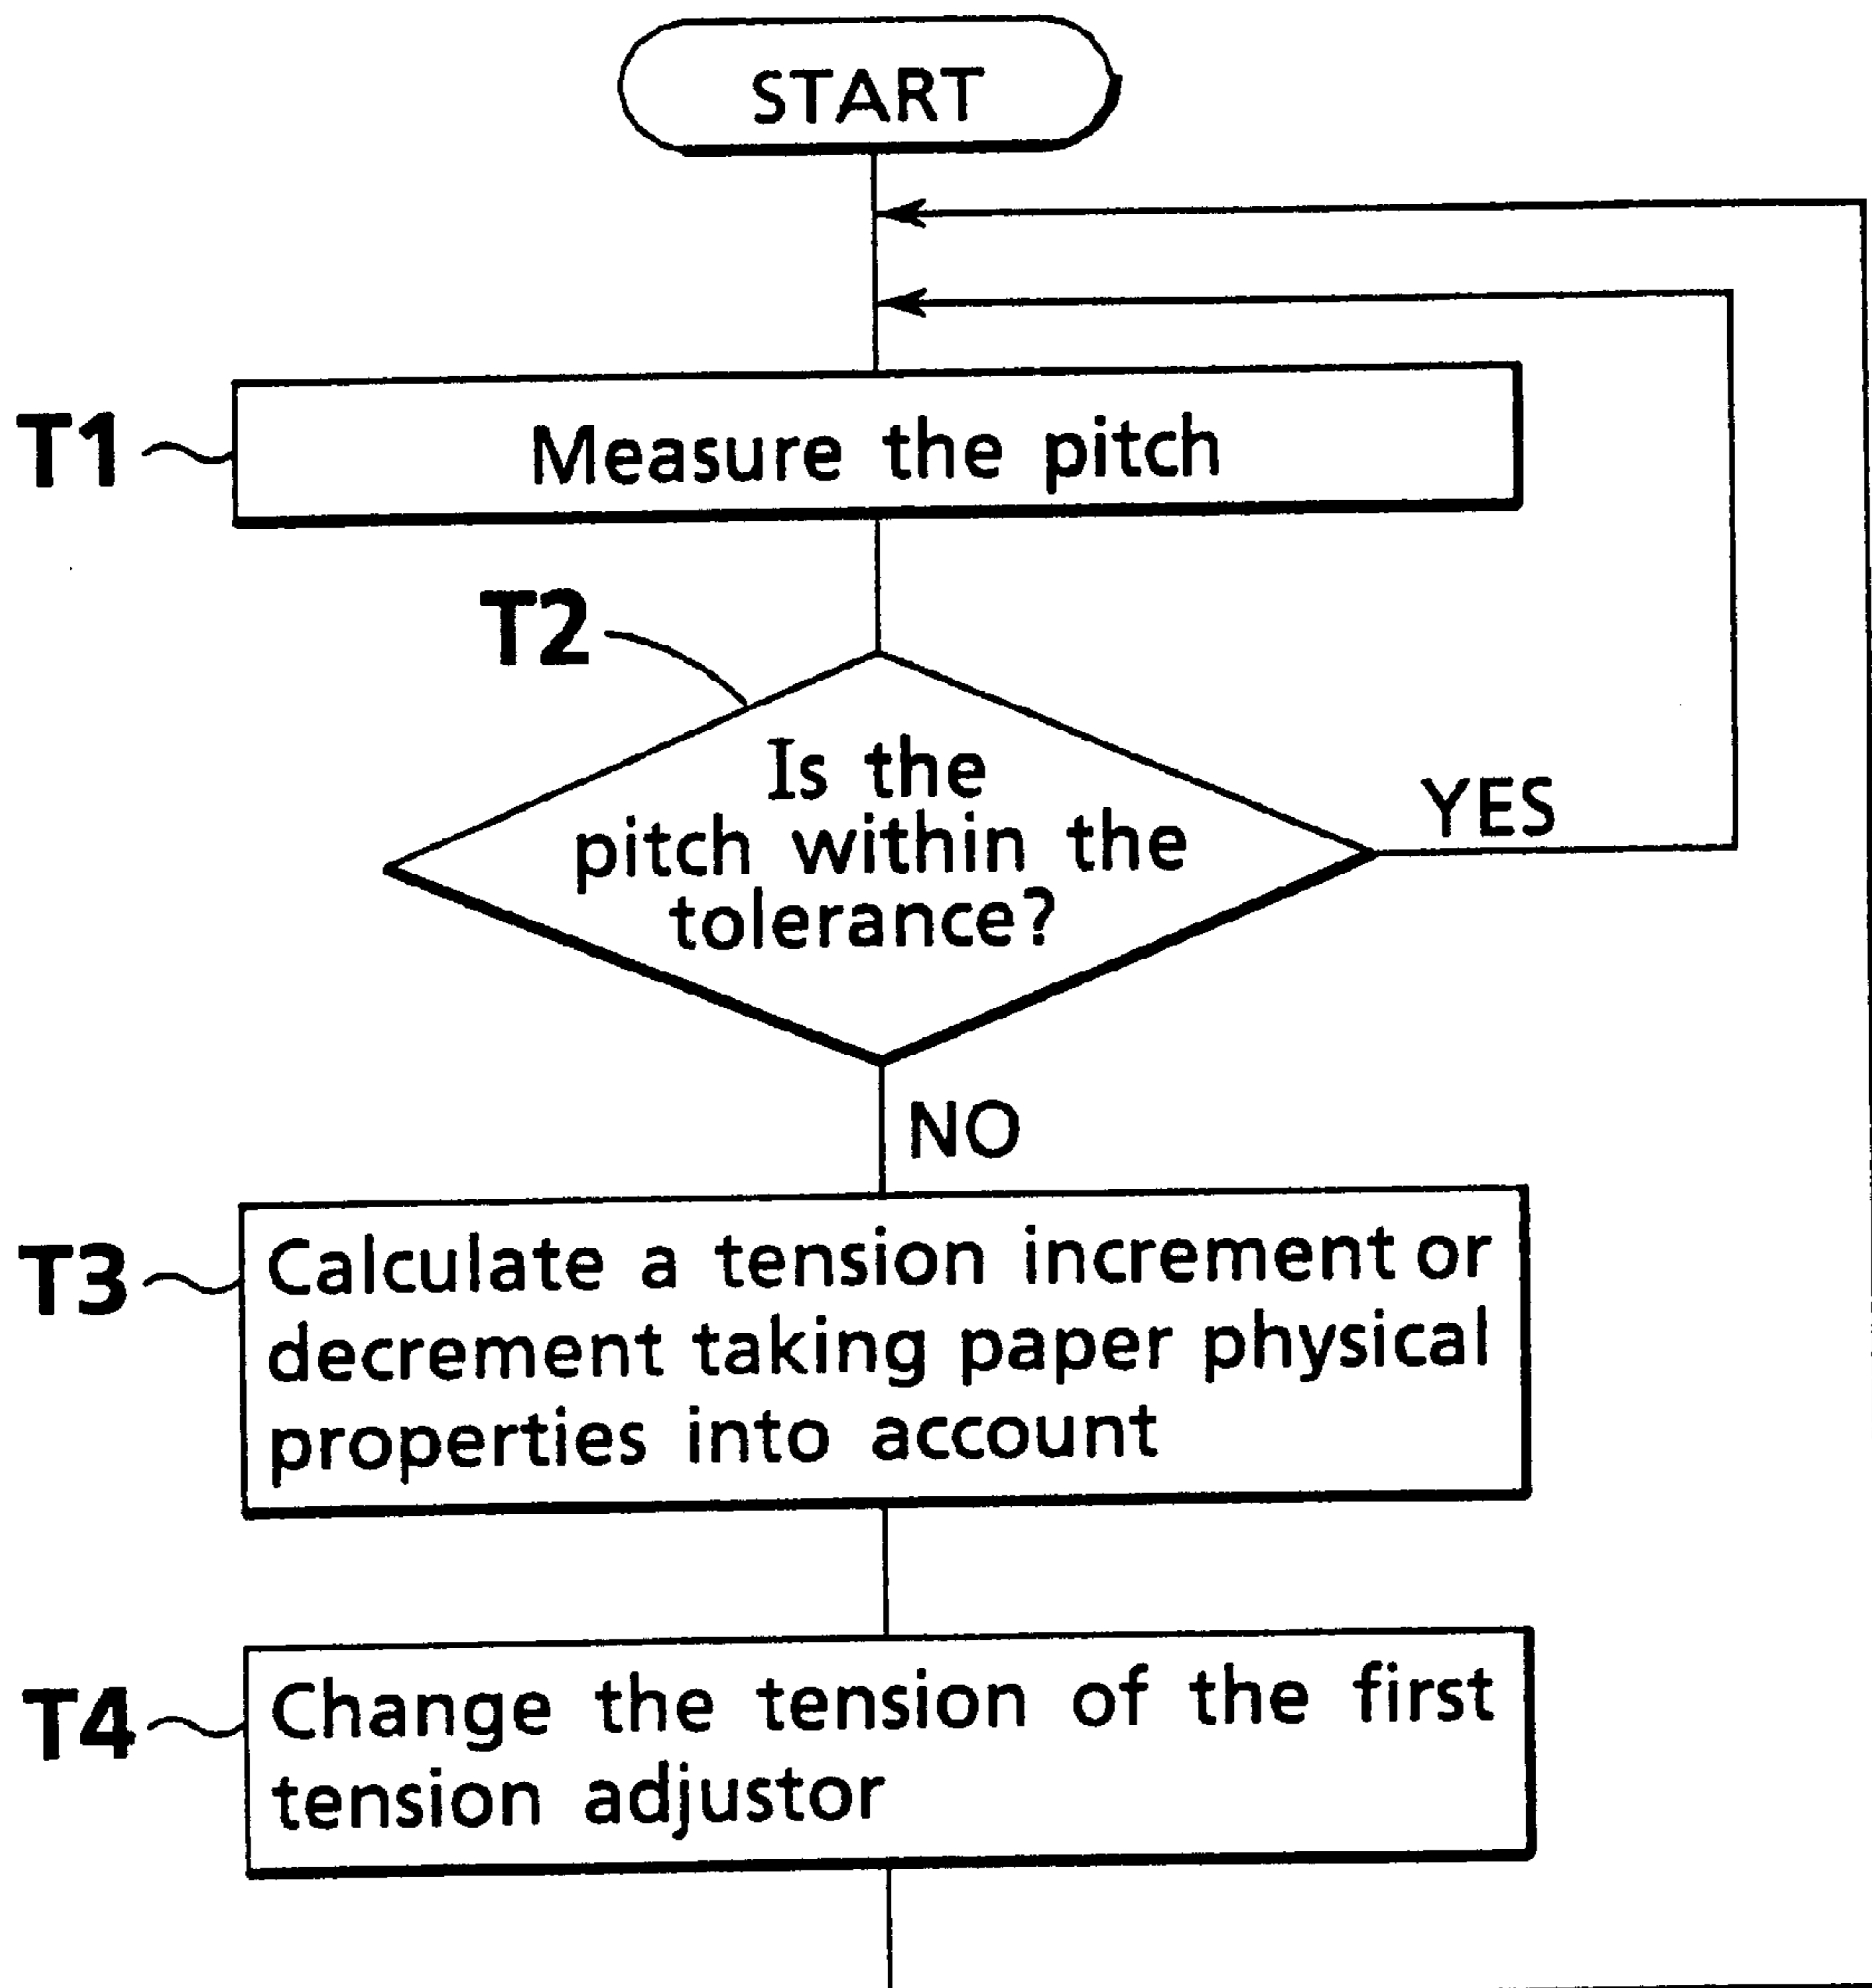 START
T1
Measure the pitch
T2
Is the
pitch within the
tolerance?
YES
NO
T3
Calculate a tension increment or
decrement taking paper physical
properties into account
T4
Change the tension of the first
tension adjustor